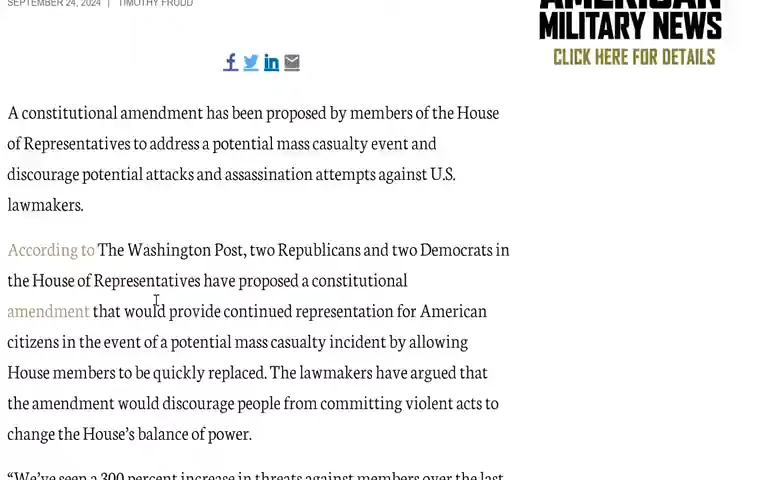 SEPTEMBER 24, 2024 | TIMOTHY FRUDD
AMERICAN
MILITARY NEWS
CLICK HERE FOR DETAILS
A constitutional amendment has been proposed by members of the House
of Representatives to address a potential mass casualty event and
discourage potential attacks and assassination attempts against U.S.
lawmakers.
According to The Washington Post, two Republicans and two Democrats in
the House of Representatives have proposed a constitutional
amendment that would provide continued representation for American
citizens in the event of a potential mass casualty incident by allowing
House members to be quickly replaced. The lawmakers have argued that
the amendment would discourage people from committing violent acts to
change the House’s balance of power.
“We’ve seen a 300 percent increase in threats against members over the last